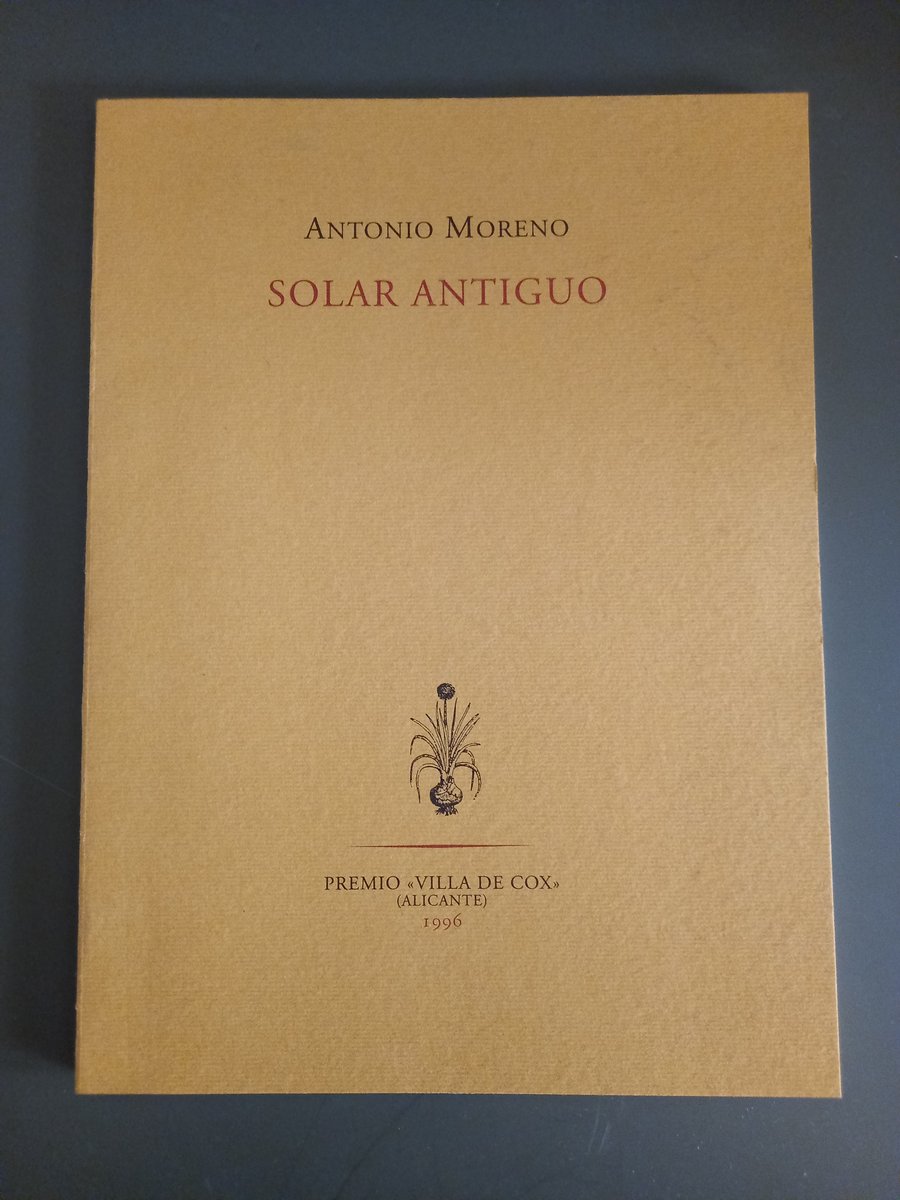 Antonio Moreno
SOLAR ANTIGUO
PREMIO «VILLA DE COX»
(ALICANTE)
1996